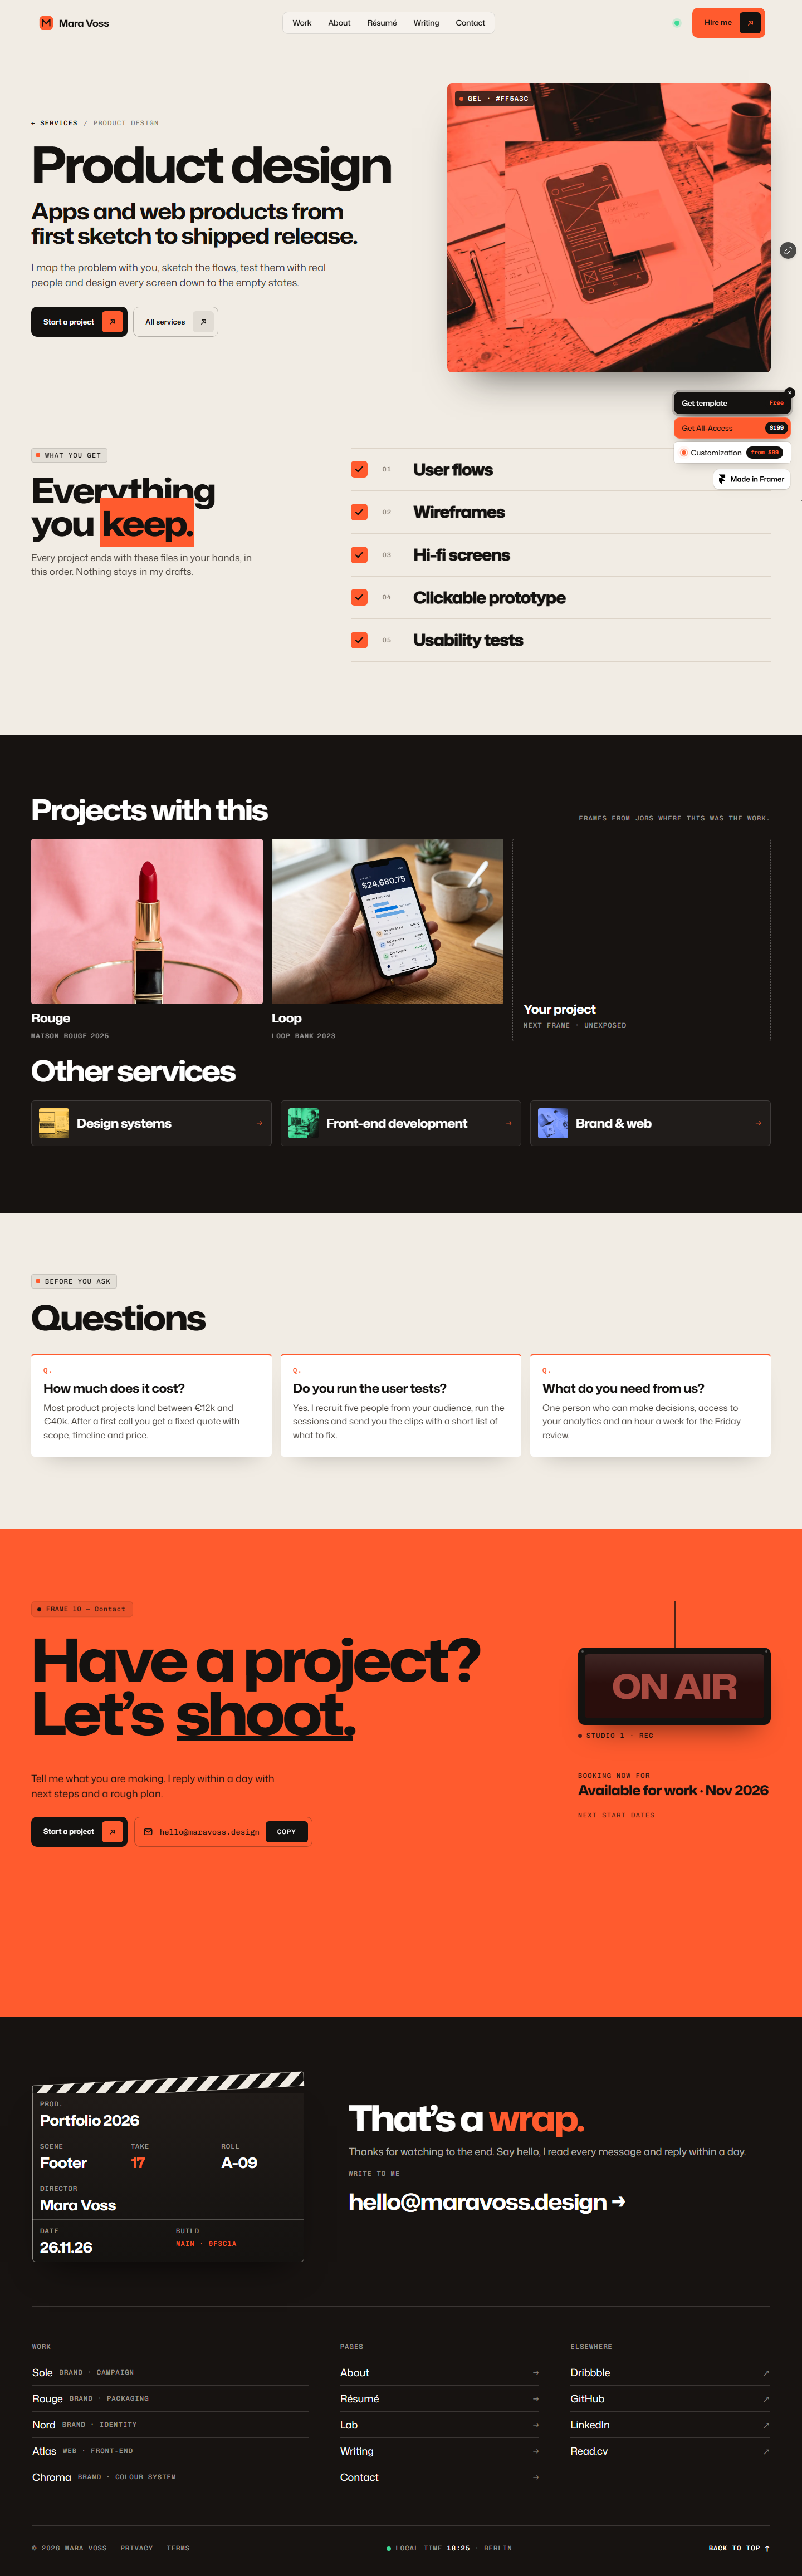 Mara Voss
Work
About
Résumé
Writing
Contact
Hire me
GEL · #FF5A3C
← SERVICES / PRODUCT DESIGN
Product design
Apps and web products from
first sketch to shipped release.
I map the problem with you, sketch the flows, test them with real
people and design every screen down to the empty states.
Start a project
All services
Get template Free
Get All-Access $199
Customization from $99
Made in Framer
WHAT YOU GET
Everything
you keep.
Every project ends with these files in your hands, in
this order. Nothing stays in my drafts.
01 User flows
02 Wireframes
03 Hi-fi screens
04 Clickable prototype
05 Usability tests
Projects with this
FRAMES FROM JOBS WHERE THIS WAS THE WORK.
$24,680.75
Rouge
MAISON ROUGE 2025
Loop
LOOP BANK 2023
Your project
NEXT FRAME · UNEXPOSED
Other services
Design systems →
Front-end development →
Brand & web →
BEFORE YOU ASK
Questions
Q.
How much does it cost?
Most product projects land between €12k and
€40k. After a first call you get a fixed quote with
scope, timeline and price.
Q.
Do you run the user tests?
Yes. I recruit five people from your audience, run the
sessions and send you the clips with a short list of
what to fix.
Q.
What do you need from us?
One person who can make decisions, access to
your analytics and an hour a week for the Friday
review.
FRAME 10 — Contact
Have a project?
Let's shoot.
Tell me what you are making. I reply within a day with
next steps and a rough plan.
Start a project
hello@maravoss.design COPY
ON AIR
STUDIO 1 · REC
BOOKING NOW FOR
Available for work · Nov 2026
NEXT START DATES
PROD.
Portfolio 2026
SCENE
Footer
TAKE
17
ROLL
A-09
DIRECTOR
Mara Voss
DATE
26.11.26
BUILD
MAIN · 9F3C1A
That's a wrap.
Thanks for watching to the end. Say hello, I read every message and reply within a day.
WRITE TO ME
hello@maravoss.design →
WORK
Sole BRAND · CAMPAIGN
Rouge BRAND · PACKAGING
Nord BRAND · IDENTITY
Atlas WEB · FRONT-END
Chroma BRAND · COLOUR SYSTEM
PAGES
About →
Résumé →
Lab →
Writing →
Contact →
ELSEWHERE
Dribbble ↗
GitHub ↗
LinkedIn ↗
Read.cv ↗
© 2026 MARA VOSS
PRIVACY
TERMS
LOCAL TIME 18:25 · BERLIN
BACK TO TOP ↑